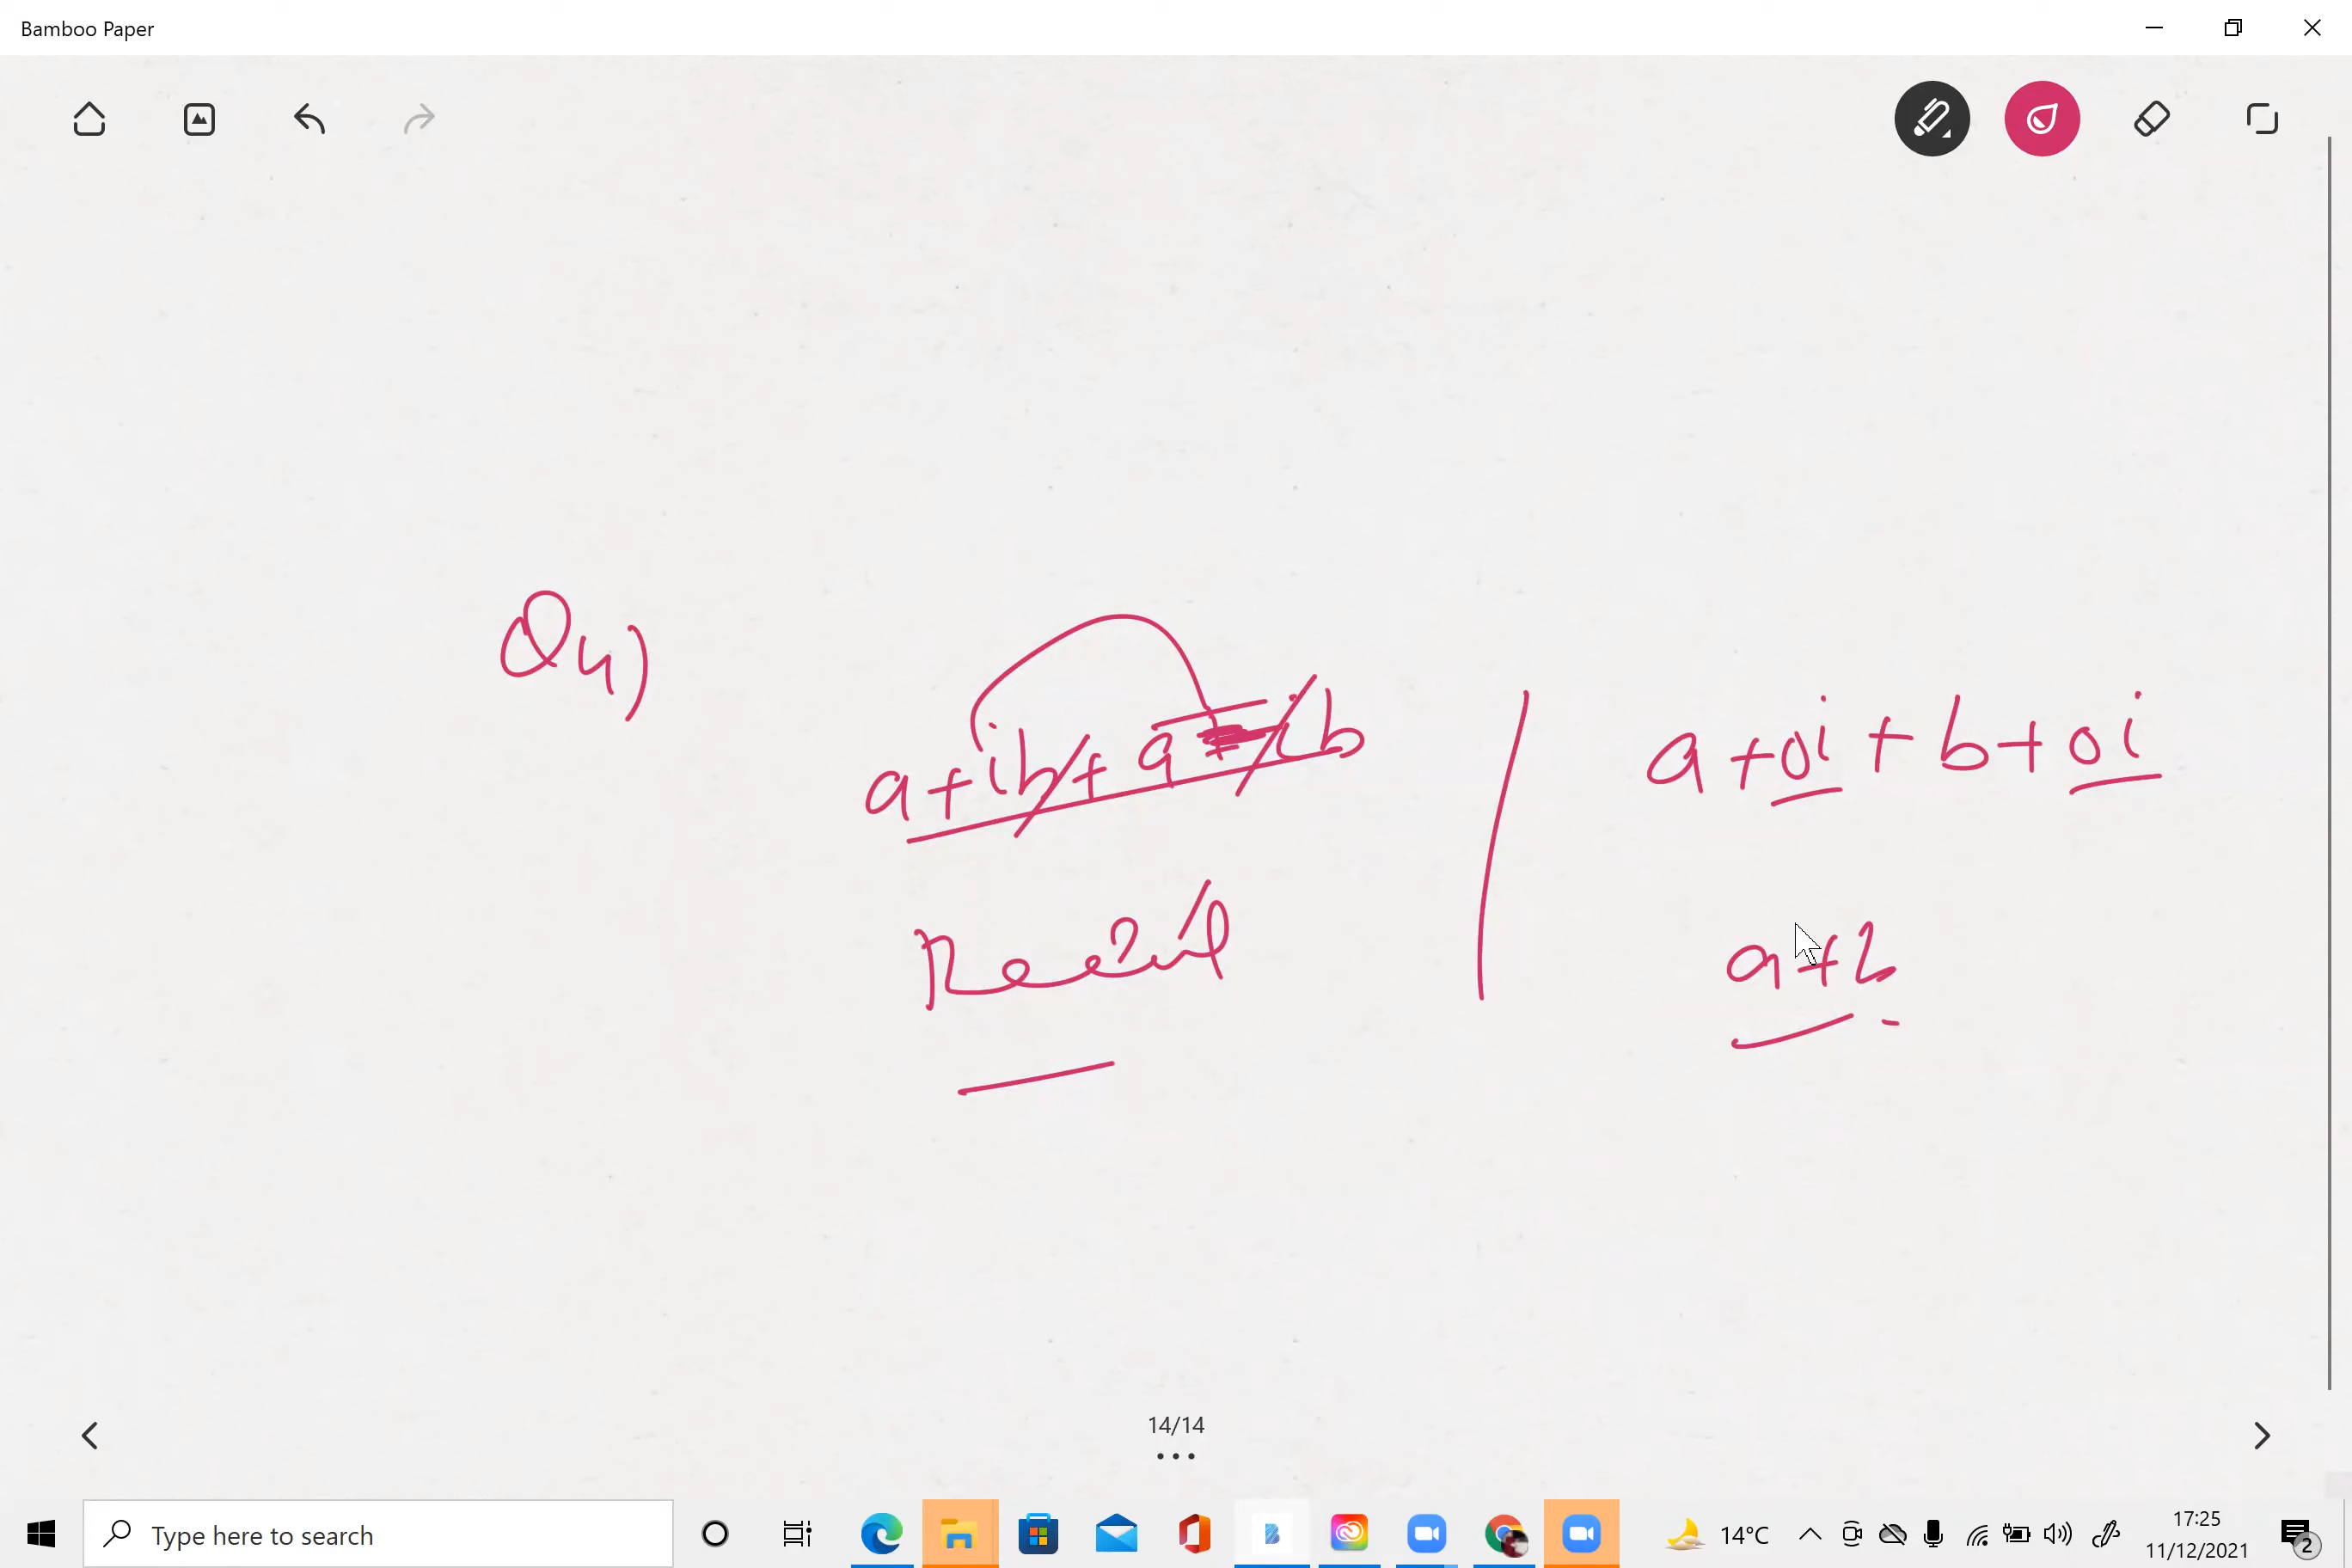 Bamboo Paper
Q4)
a+ib+a-ib
a+0i+b+0i
a+b
14/14
Type here to search
14°C
17:25
11/12/2021
2